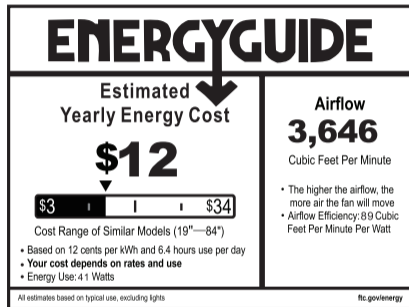 ENERGYGUIDE
Estimated
Yearly Energy Cost
$12
$3
$34
Cost Range of Similar Models (19"—84")
• Based on 12 cents per kWh and 6.4 hours use per day
• Your cost depends on rates and use
• Energy Use:41 Watts
Airflow
3,646
Cubic Feet Per Minute
• The higher the airflow, the
more air the fan will move
• Airflow Efficiency:89 Cubic
Feet Per Minute Per Watt
All estimates based on typical use, excluding lights
ftc.gov/energy